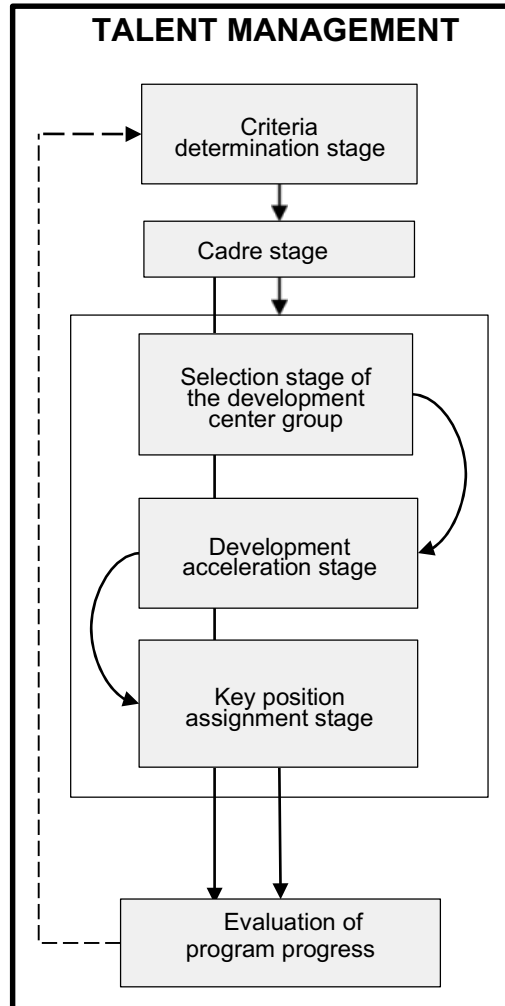 TALENT MANAGEMENT
Criteria
determination stage
Cadre stage
Selection stage of
the development
center group
Development
acceleration stage
Key position
assignment stage
Evaluation of
program progress